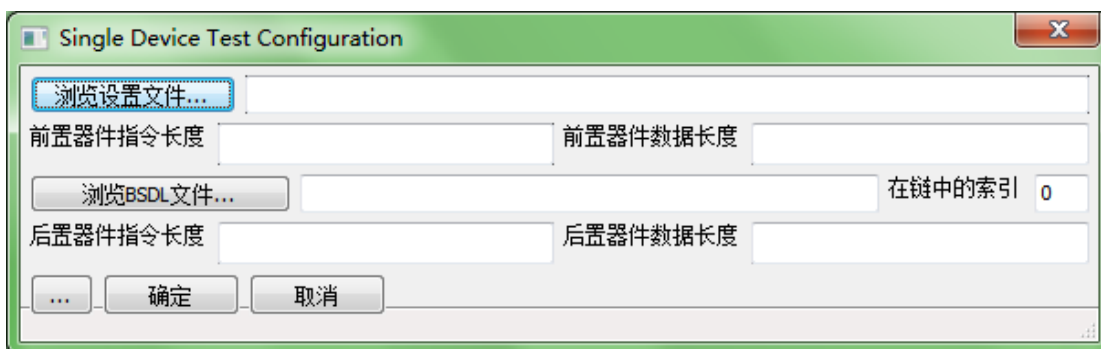 Single Device Test Configuration
浏览设置文件...
前置器件指令长度 前置器件数据长度
浏览BSDL文件... 在链中的索引 0
后置器件指令长度 后置器件数据长度
... 确定 取消